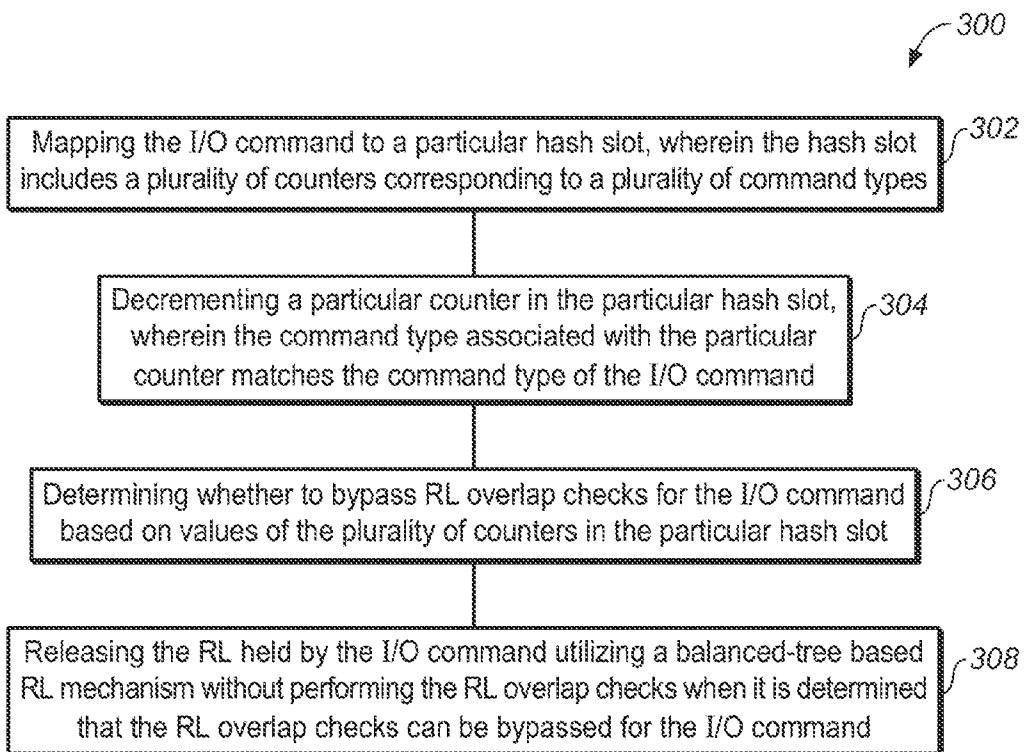 300
Mapping the I/O command to a particular hash slot, wherein the hash slot
includes a plurality of counters corresponding to a plurality of command types
302
Decrementing a particular counter in the particular hash slot,
wherein the command type associated with the particular
counter matches the command type of the I/O command
304
Determining whether to bypass RL overlap checks for the I/O command
based on values of the plurality of counters in the particular hash slot
306
Releasing the RL held by the I/O command utilizing a balanced-tree based
RL mechanism without performing the RL overlap checks when it is determined
that the RL overlap checks can be bypassed for the I/O command
308